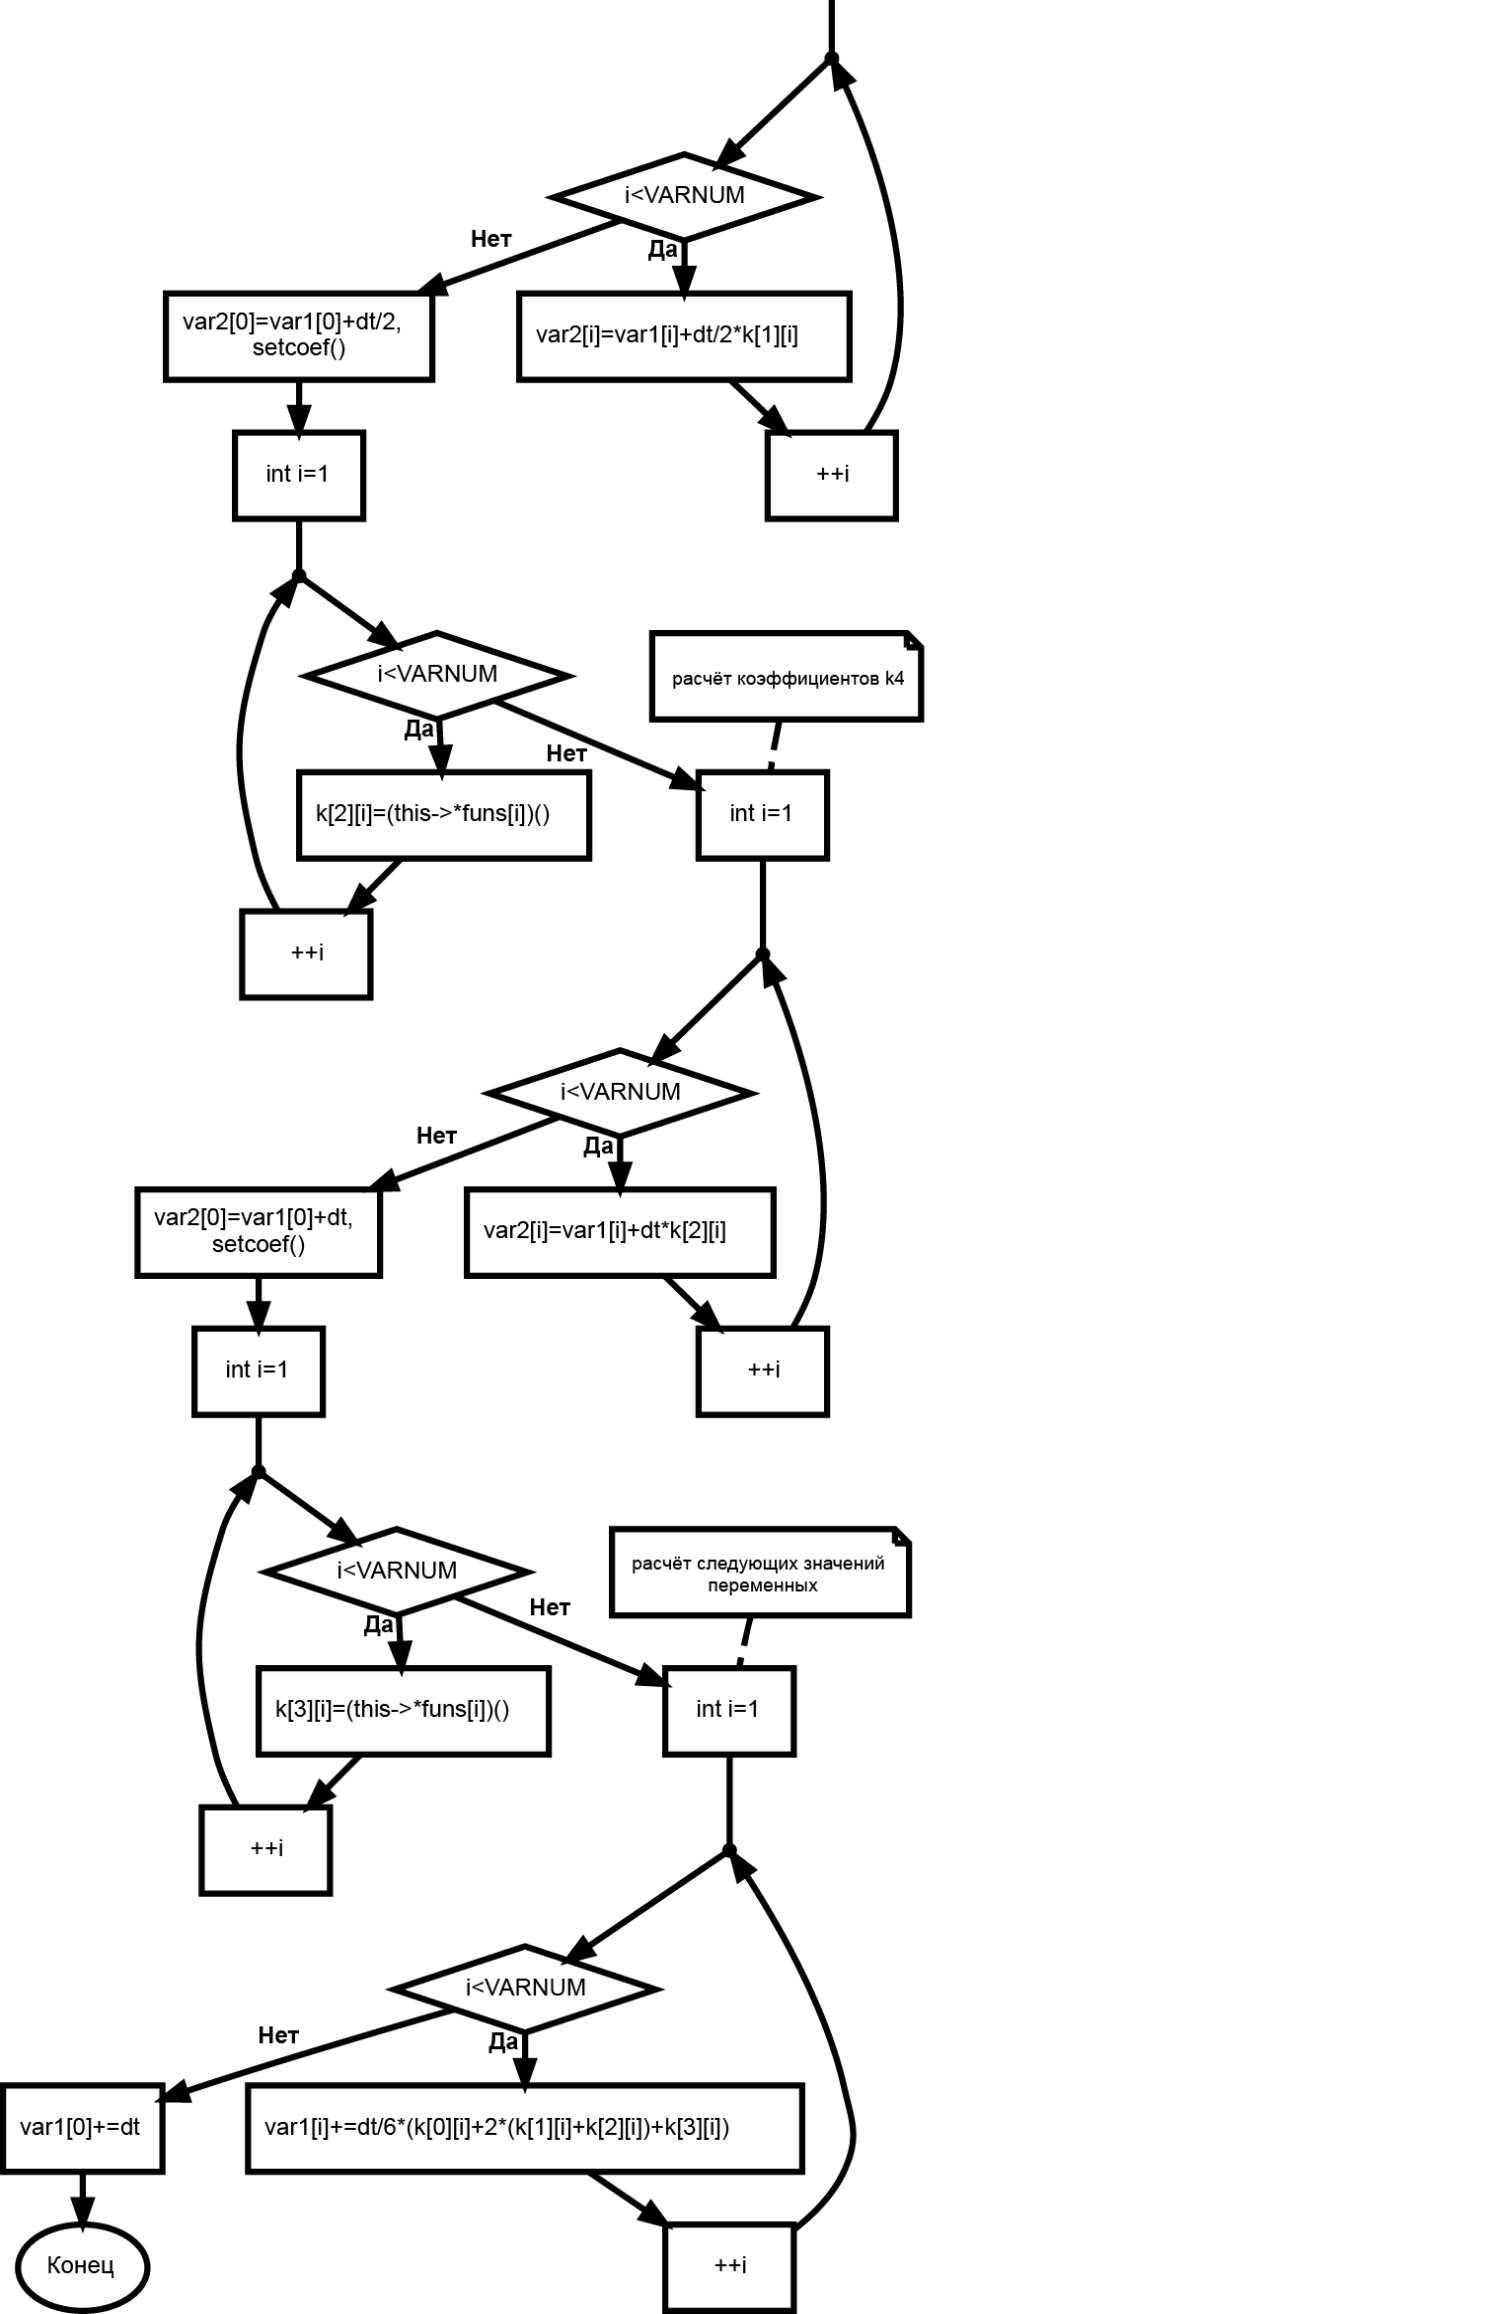 i<VARNUM
Нет
Да
var2[0]=var1[0]+dt/2,
setcoef()
var2[i]=var1[i]+dt/2*k[1][i]
int i=1
++i
i<VARNUM
расчёт коэффициентов k4
Да
Нет
k[2][i]=(this->*funs[i])()
int i=1
++i
i<VARNUM
Нет
Да
var2[0]=var1[0]+dt,
setcoef()
var2[i]=var1[i]+dt*k[2][i]
int i=1
++i
i<VARNUM
расчёт следующих значений
переменных
Да
Нет
k[3][i]=(this->*funs[i])()
int i=1
++i
i<VARNUM
Нет
Да
var1[0]+=dt
var1[i]+=dt/6*(k[0][i]+2*(k[1][i]+k[2][i])+k[3][i])
Конец
++i